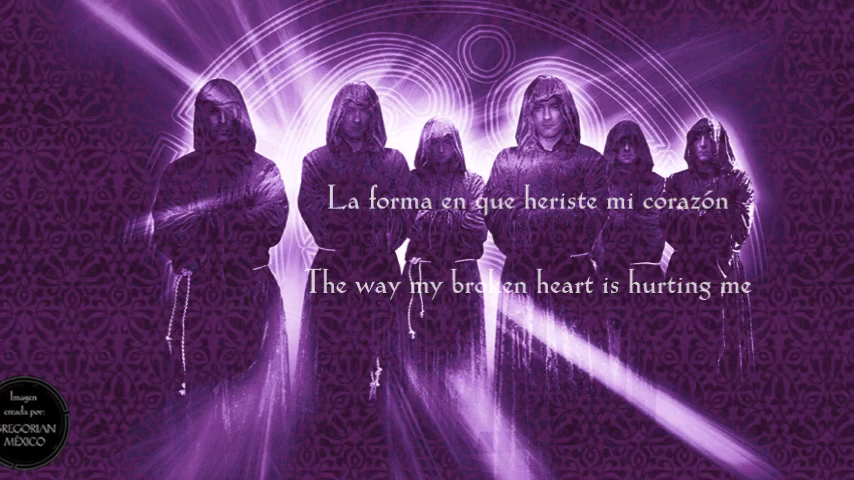 La forma en que heriste mi corazón
The way my broken heart is hurting me
Imagen
creada por:
GREGORIAN
MÉXICO